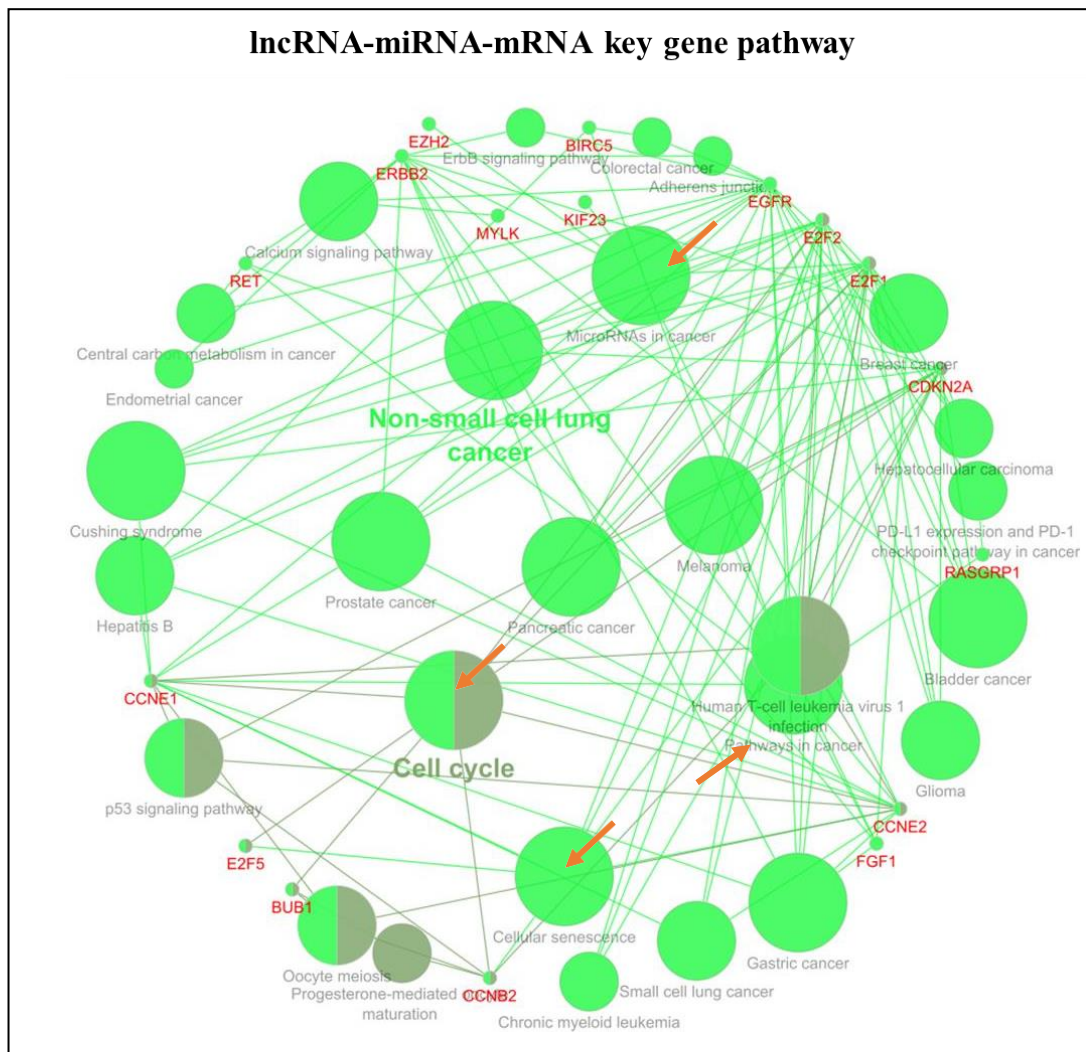 lncRNA-miRNA-mRNA key gene pathway
EZH2
BIRC5
ErbB signaling pathway
Colorectal cancer
ERBB2
Adherens junctio...
EGFR
MYLK
KIF23
E2F2
Calcium signaling pathway
RET
E2F1
MicroRNAs in cancer
Central carbon metabolism in cancer
Breast cancer
CDKN2A
Endometrial cancer
Non-small cell lung
cancer
Hepatocellular carcinoma
Cushing syndrome
PD-L1 expression and PD-1
checkpoint pathway in cancer
Melanoma
RASGRP1
Prostate cancer
Pancreatic cancer
Hepatitis B
Bladder cancer
CCNE1
Human T-cell leukemia virus 1
infection
Pathways in cancer
Cell cycle
Glioma
p53 signaling pathway
CCNE2
E2F5
FGF1
BUB1
Cellular senescence
Gastric cancer
Oocyte meiosis
Progesterone-mediated
maturation
CCNB2
Small cell lung cancer
Chronic myeloid leukemia